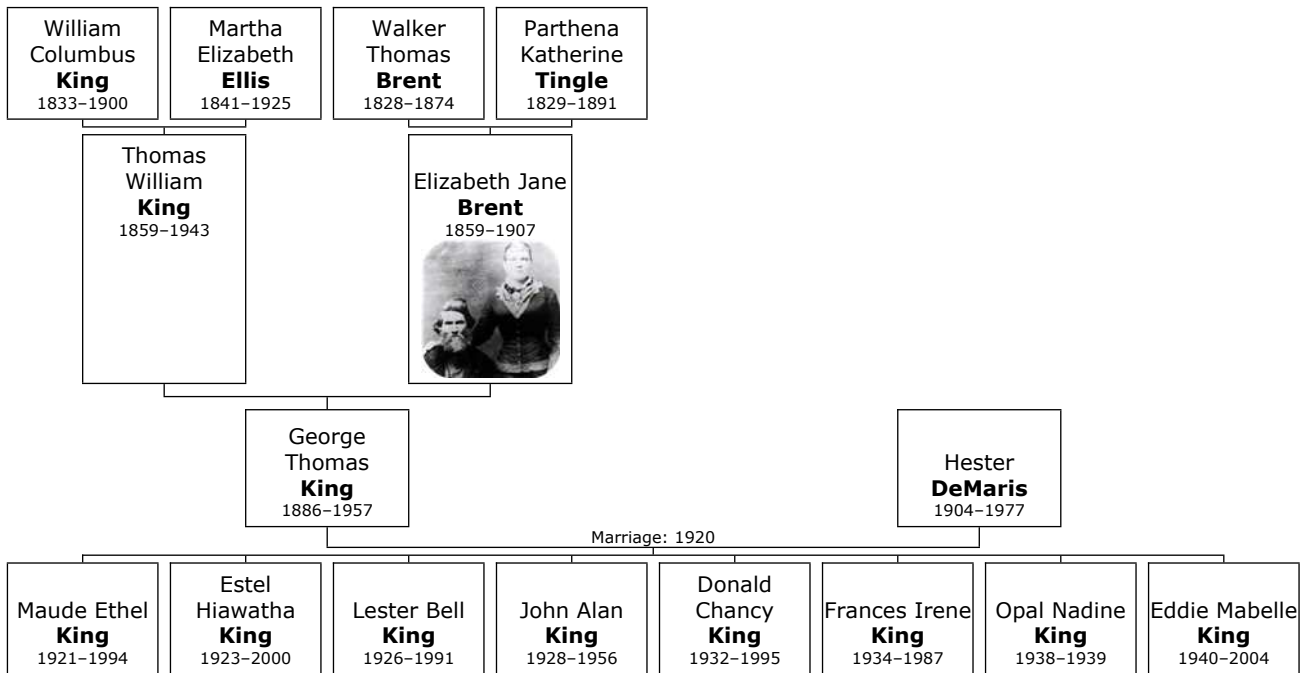 William
Columbus
King
1833–1900
Martha
Elizabeth
Ellis
1841–1925
Walker
Thomas
Brent
1828–1874
Parthena
Katherine
Tingle
1829–1891
Thomas
William
King
1859–1943
Elizabeth Jane
Brent
1859–1907
George
Thomas
King
1886–1957
Hester
DeMaris
1904–1977
Marriage: 1920
Maude Ethel
King
1921–1994
Estel
Hiawatha
King
1923–2000
Lester Bell
King
1926–1991
John Alan
King
1928–1956
Donald
Chancy
King
1932–1995
Frances Irene
King
1934–1987
Opal Nadine
King
1938–1939
Eddie Mabelle
King
1940–2004